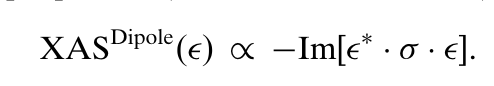 XAS^Dipole(ϵ) ∝ −Im[ϵ* · σ · ϵ].